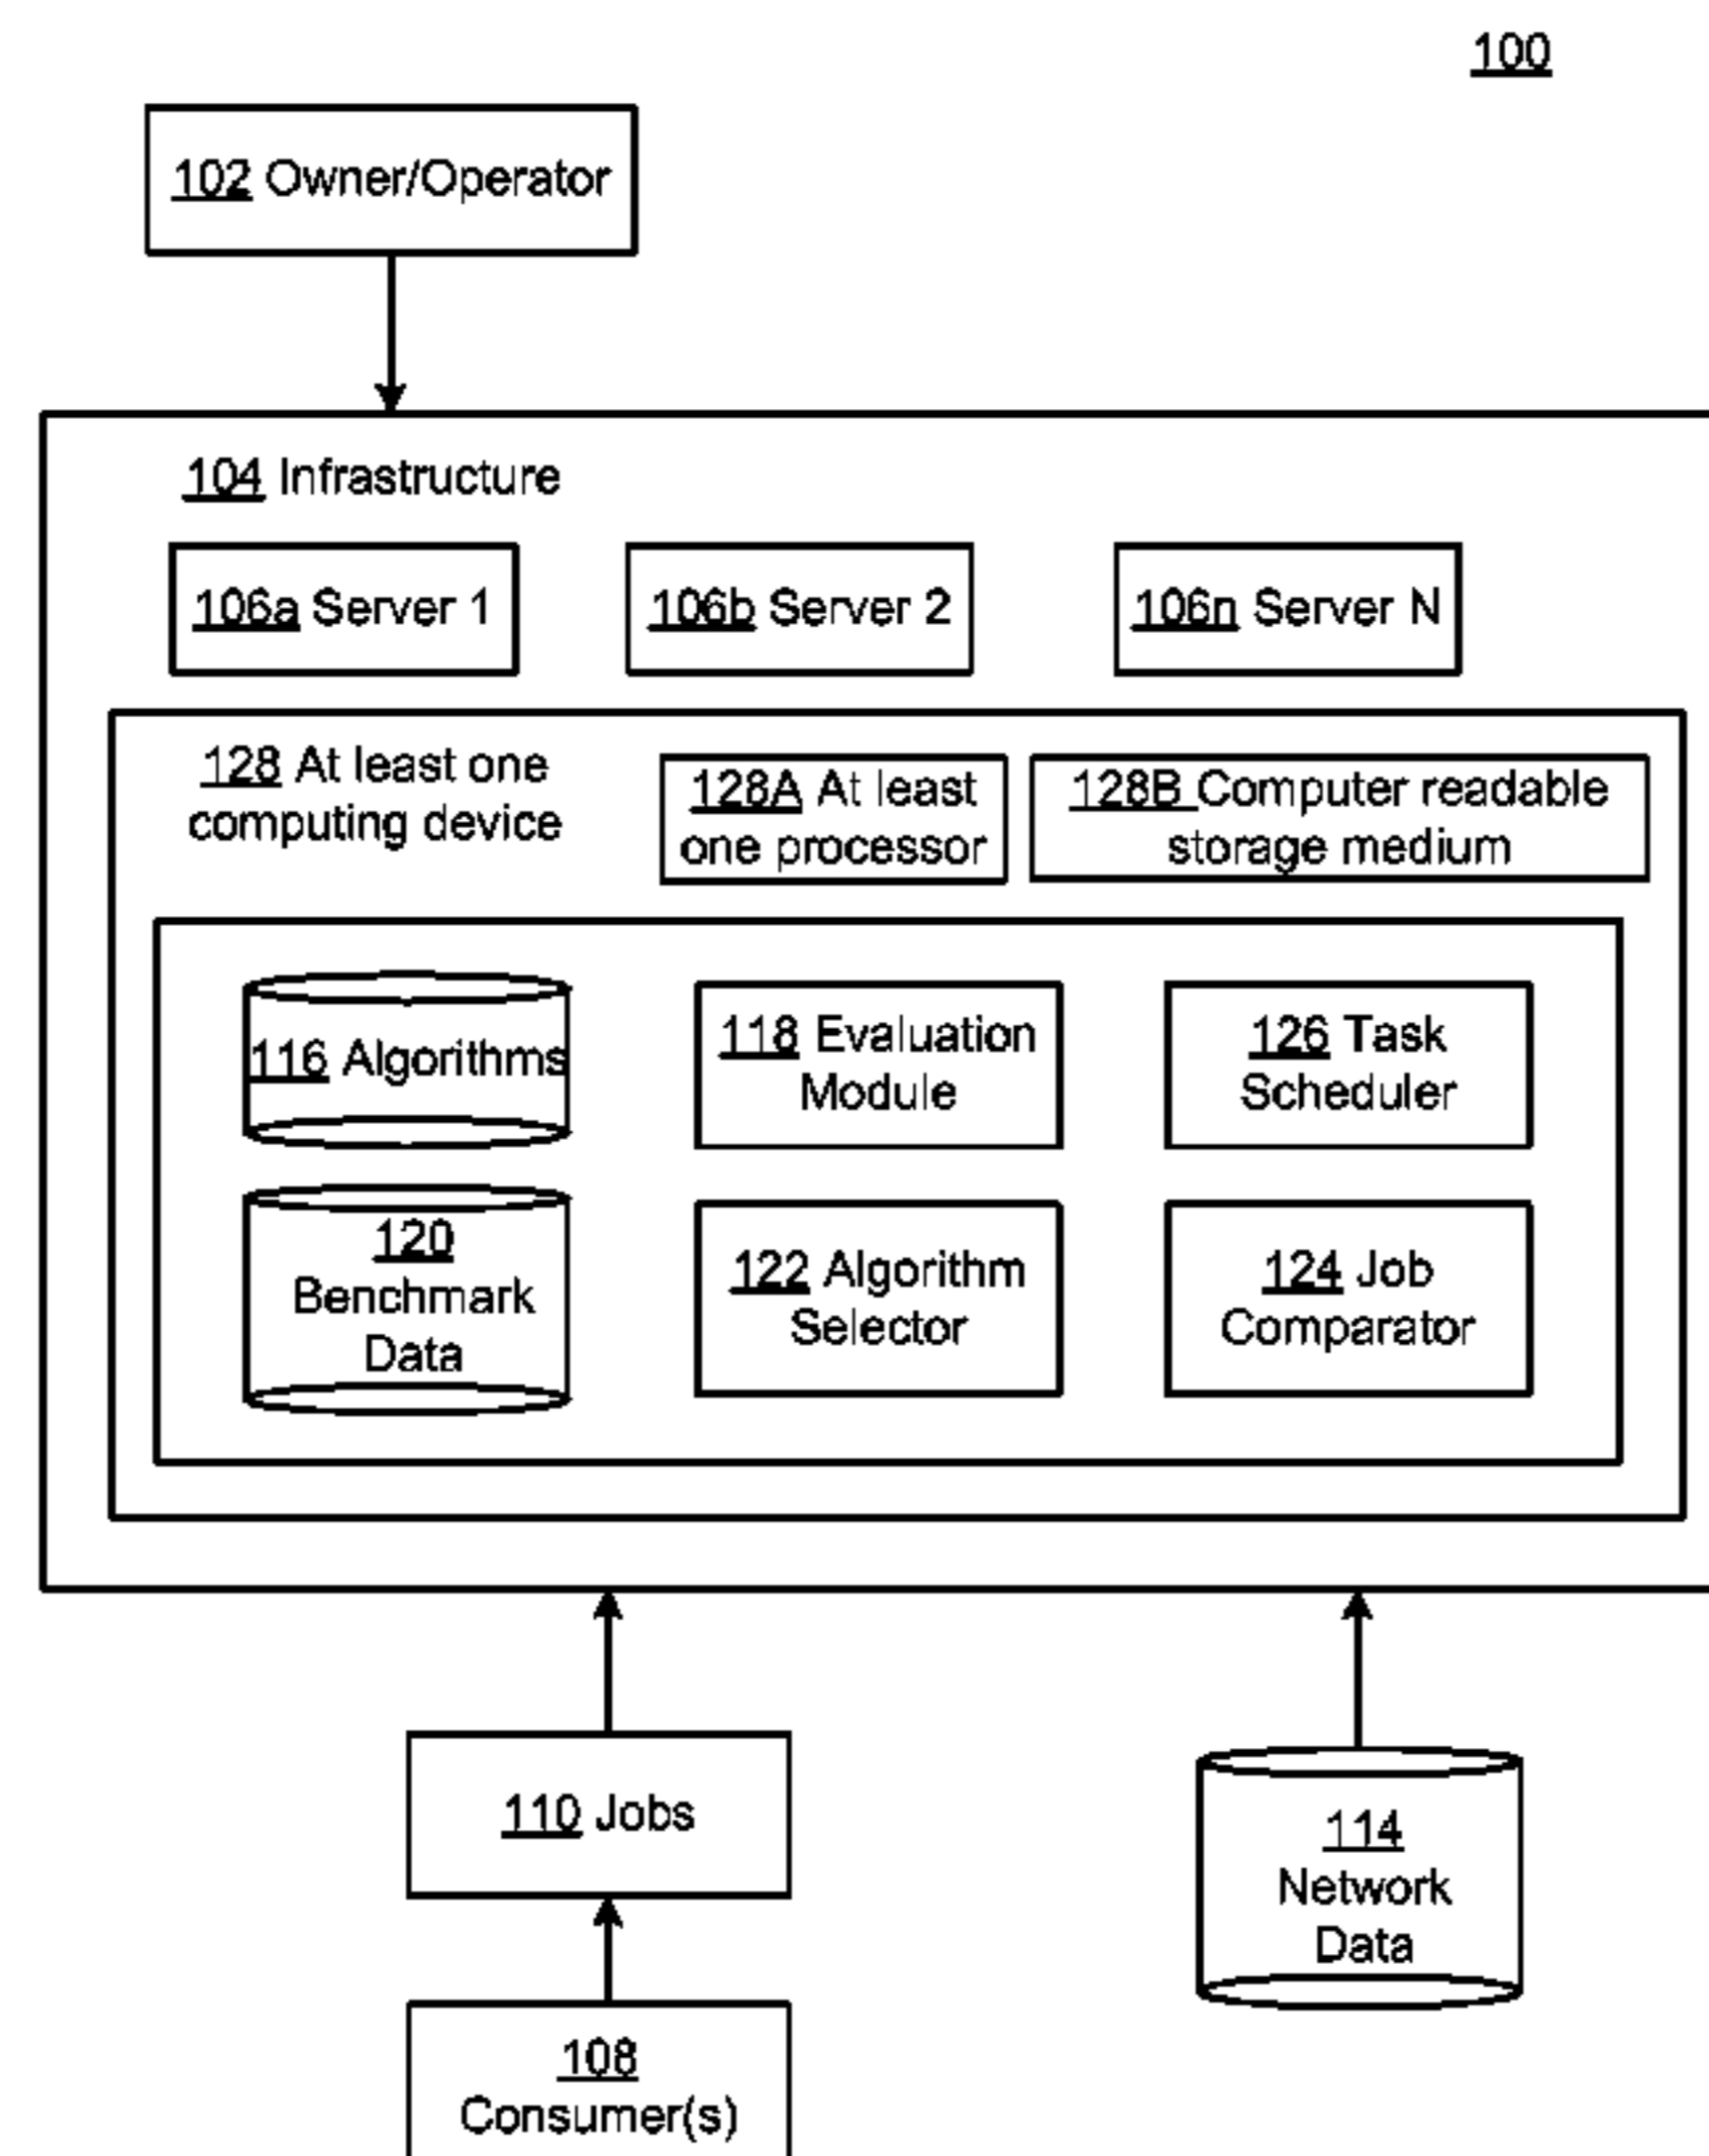 100
102 Owner/Operator
104 Infrastructure
106a Server 1
106b Server 2
106n Server N
128 At least one
computing device
128A At least
one processor
128B Computer readable
storage medium
116 Algorithms
118 Evaluation
Module
126 Task
Scheduler
120
Benchmark
Data
122 Algorithm
Selector
124 Job
Comparator
110 Jobs
114
Network
Data
108
Consumer(s)